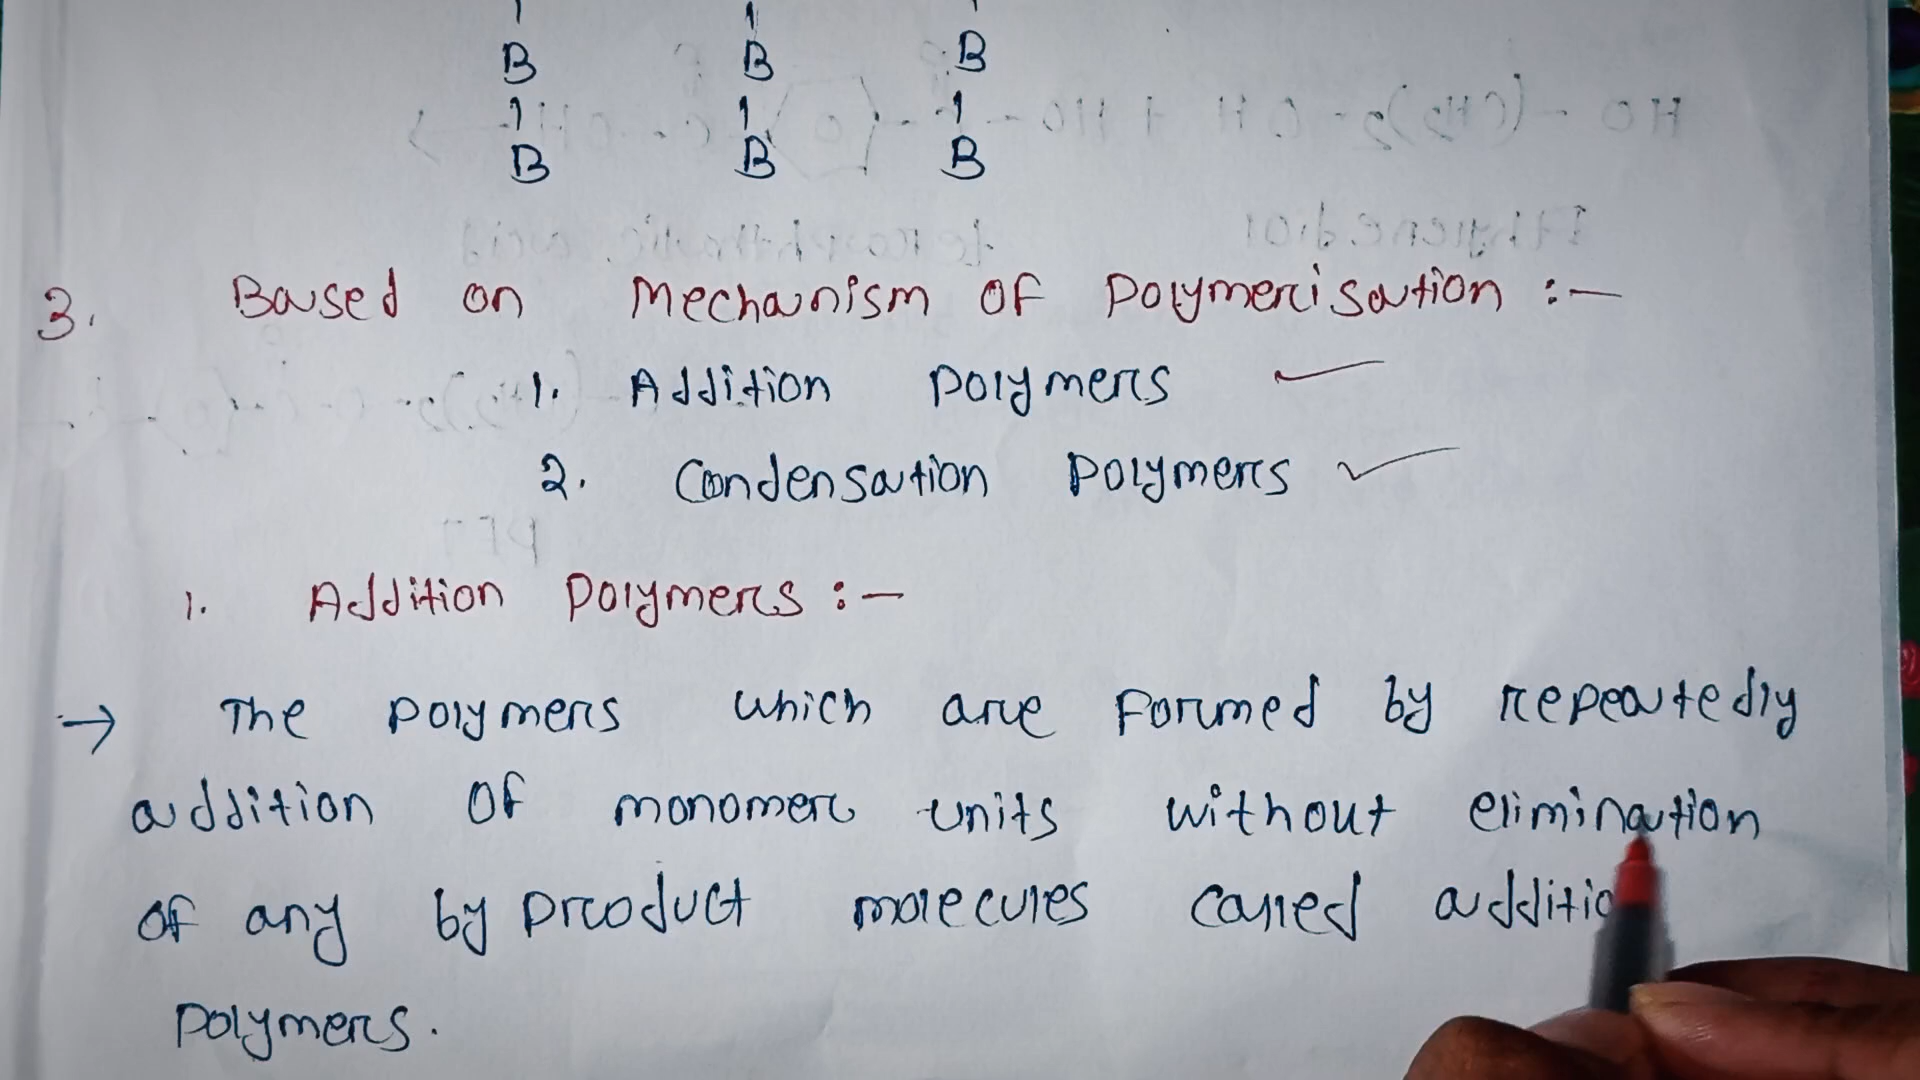 B B B
B B B
3. Based on Mechanism of Polymerisation :-
1. Addition Polymers
2. Condensation Polymers
1. Addition Polymers :-
→ The polymers which are formed by repeatedly
addition of monomer units without elimination
of any by product molecules called
Polymers.